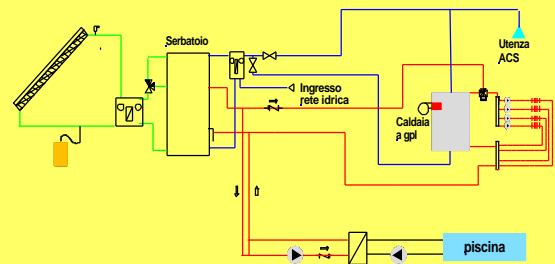 Serbatoio
Utenza
ACS
Ingresso
rete idrica
Caldaia
a gpl
piscina